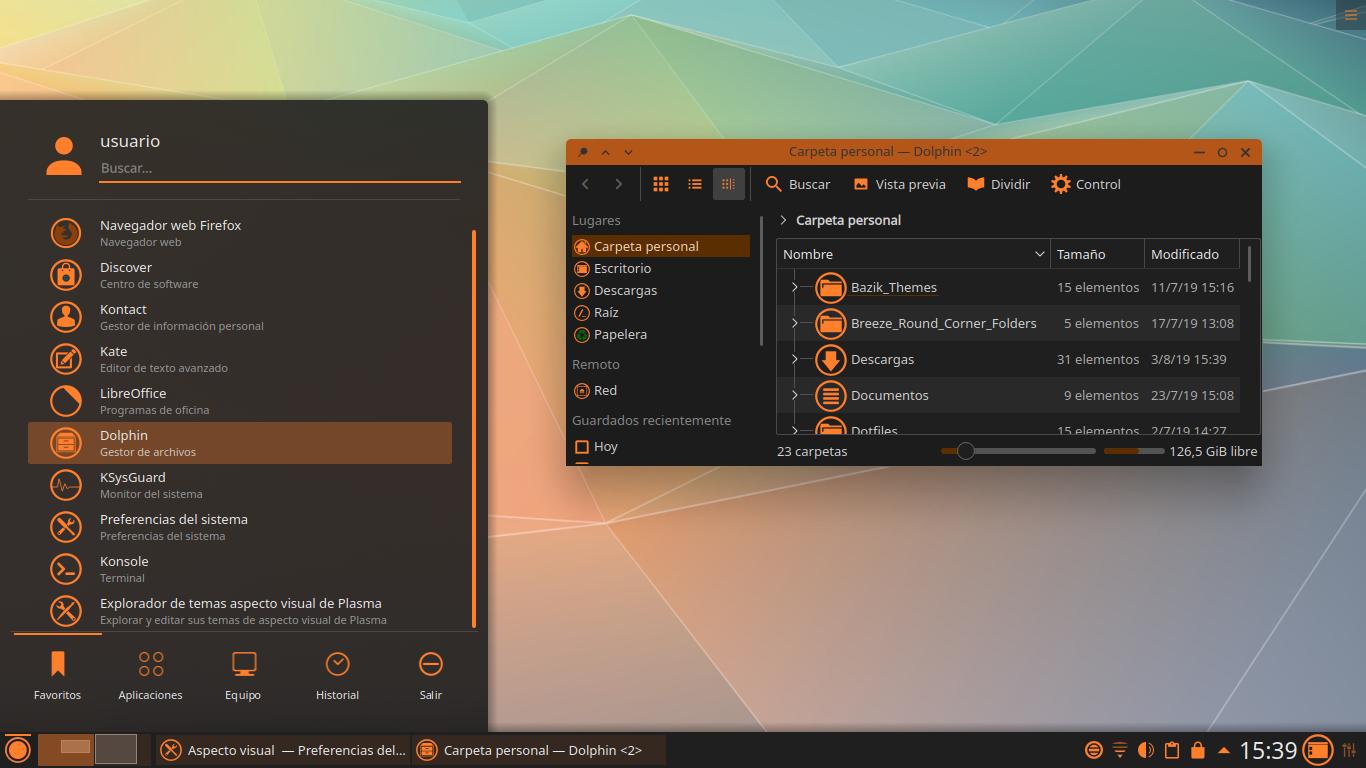 usuario
Buscar...
Navegador web Firefox
Navegador web
Discover
Centro de software
Kontact
Gestor de información personal
Kate
Editor de texto avanzado
LibreOffice
Programas de oficina
Dolphin
Gestor de archivos
KSysGuard
Monitor del sistema
Preferencias del sistema
Preferencias del sistema
Konsole
Terminal
Explorador de temas aspecto visual de Plasma
Explorar y editar sus temas de aspecto visual de Plasma
Favoritos Aplicaciones Equipo Historial Salir
Carpeta personal — Dolphin <2>
Buscar Vista previa Dividir Control
Lugares
Carpeta personal
Escritorio
Descargas
Raíz
Papelera
Remoto
Red
Guardados recientemente
Hoy
Carpeta personal
Nombre Tamaño Modificado
Bazik_Themes 15 elementos 11/7/19 15:16
Breeze_Round_Corner_Folders 5 elementos 17/7/19 13:08
Descargas 31 elementos 3/8/19 15:39
Documentos 9 elementos 23/7/19 15:08
Dotfiles 15 elementos 2/7/19 14:27
23 carpetas 126,5 GiB libre
Aspecto visual — Preferencias del... Carpeta personal — Dolphin <2> 15:39